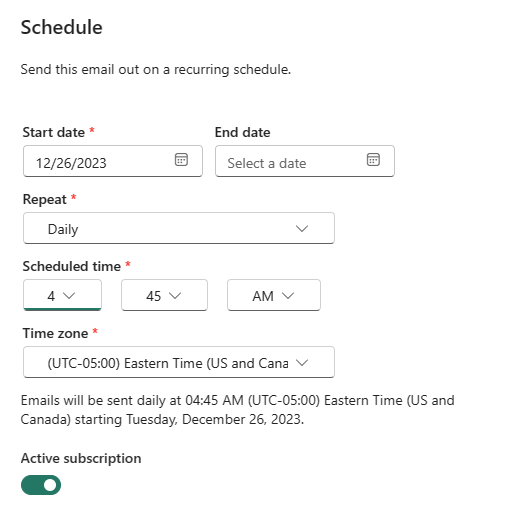 Schedule
Send this email out on a recurring schedule.
Start date * End date
12/26/2023 Select a date
Repeat *
Daily
Scheduled time *
4 45 AM
Time zone *
(UTC-05:00) Eastern Time (US and Cana
Emails will be sent daily at 04:45 AM (UTC-05:00) Eastern Time (US and
Canada) starting Tuesday, December 26, 2023.
Active subscription